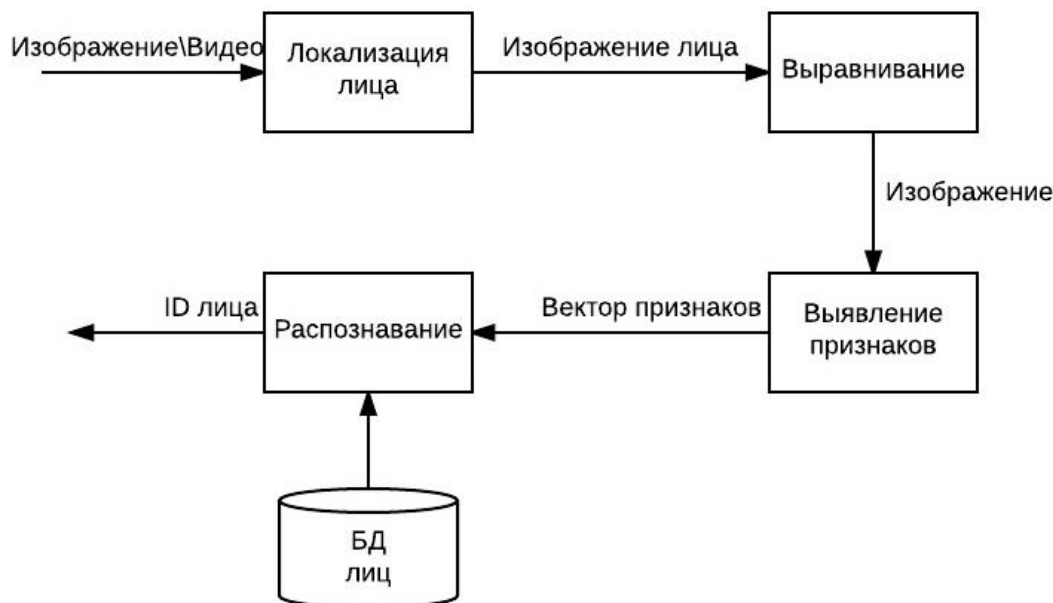 Изображение\Видео
Локализация
лица
Изображение лица
Выравнивание
Изображение
Выявление
признаков
Вектор признаков
Распознавание
ID лица
БД
лиц